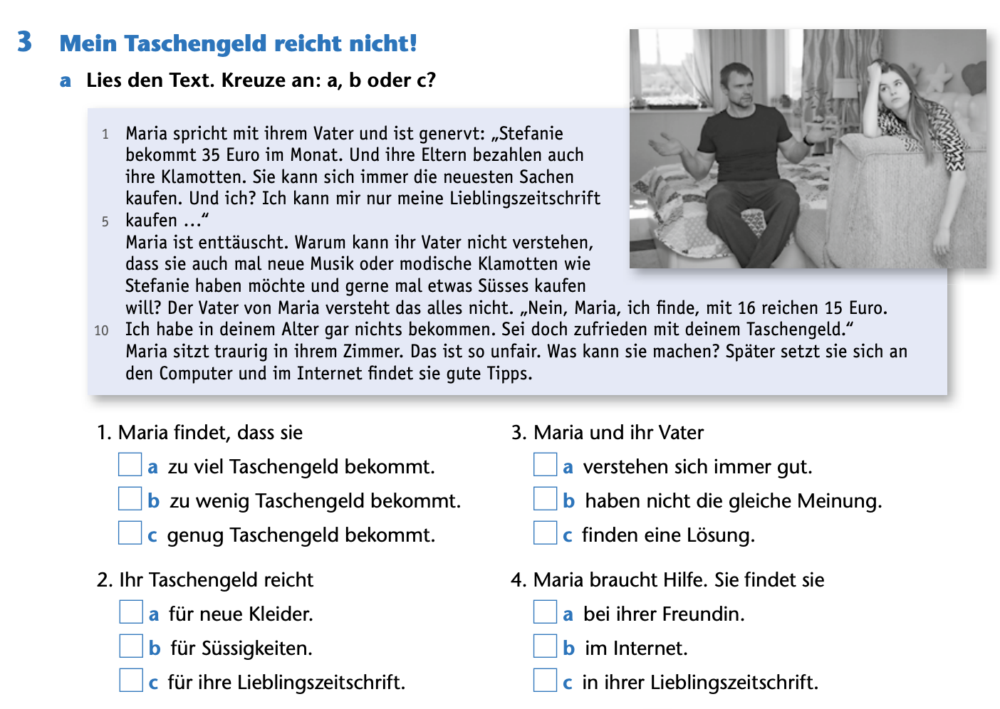 3 Mein Taschengeld reicht nicht!
a Lies den Text. Kreuze an: a, b oder c?
1 Maria spricht mit ihrem Vater und ist genervt: „Stefanie
bekommt 35 Euro im Monat. Und ihre Eltern bezahlen auch
ihre Klamotten. Sie kann sich immer die neuesten Sachen
kaufen. Und ich? Ich kann mir nur meine Lieblingszeitschrift
5 kaufen …“
Maria ist enttäuscht. Warum kann ihr Vater nicht verstehen,
dass sie auch mal neue Musik oder modische Klamotten wie
Stefanie haben möchte und gerne mal etwas Süsses kaufen
will? Der Vater von Maria versteht das alles nicht. „Nein, Maria, ich finde, mit 16 reichen 15 Euro.
10 Ich habe in deinem Alter gar nichts bekommen. Sei doch zufrieden mit deinem Taschengeld.“
Maria sitzt traurig in ihrem Zimmer. Das ist so unfair. Was kann sie machen? Später setzt sie sich an
den Computer und im Internet findet sie gute Tipps.
1. Maria findet, dass sie
a zu viel Taschengeld bekommt.
b zu wenig Taschengeld bekommt.
c genug Taschengeld bekommt.
2. Ihr Taschengeld reicht
a für neue Kleider.
b für Süssigkeiten.
c für ihre Lieblingszeitschrift.
3. Maria und ihr Vater
a verstehen sich immer gut.
b haben nicht die gleiche Meinung.
c finden eine Lösung.
4. Maria braucht Hilfe. Sie findet sie
a bei ihrer Freundin.
b im Internet.
c in ihrer Lieblingszeitschrift.